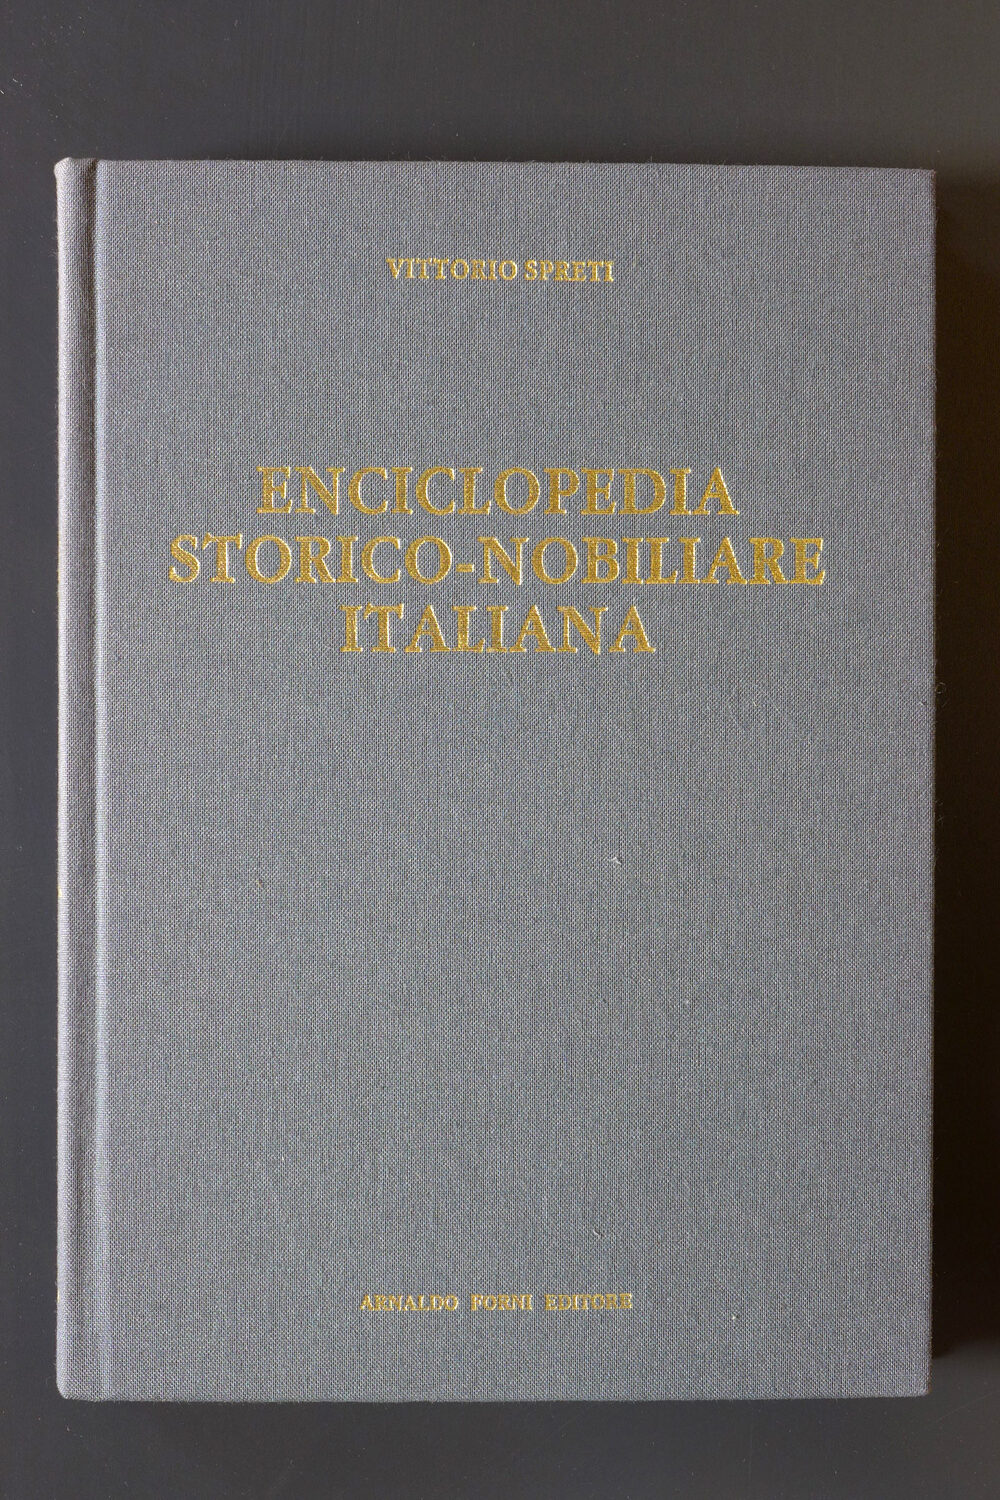 VITTORIO SPRETI
ENCICLOPEDIA
STORICO-NOBILIARE
ITALIANA
ARNALDO FORNI EDITORE